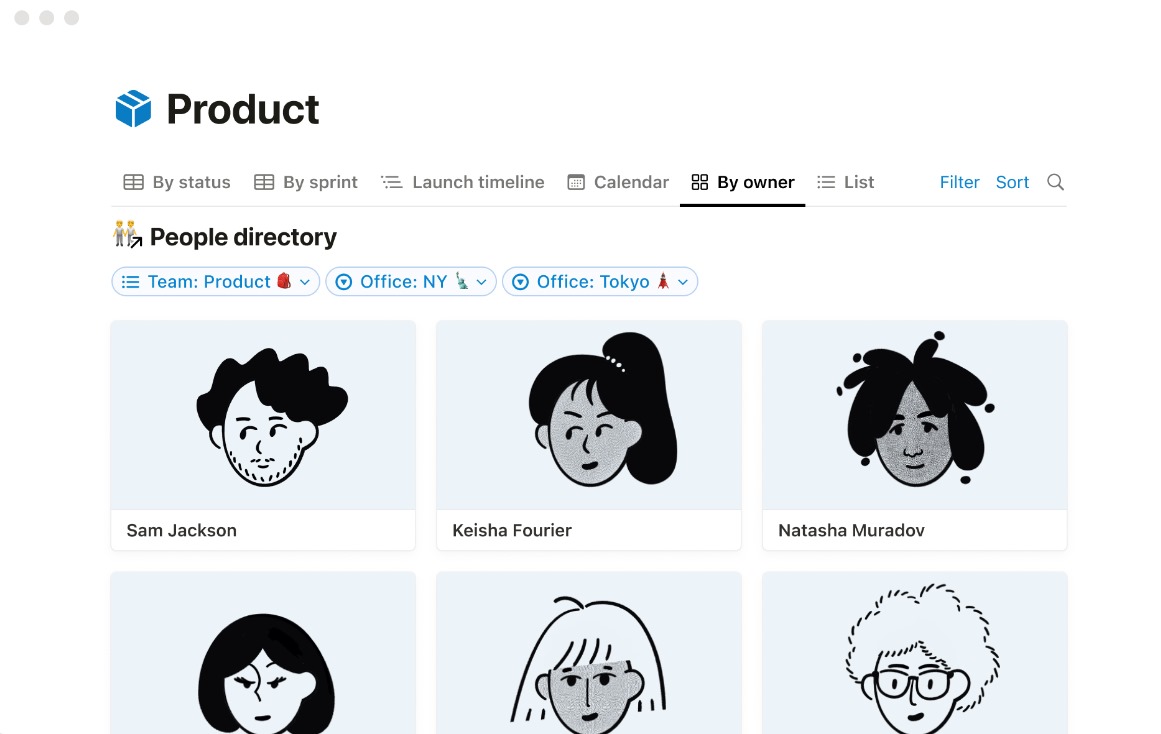 Product
By status By sprint Launch timeline Calendar By owner List Filter Sort
People directory
Team: Product Office: NY Office: Tokyo
Sam Jackson Keisha Fourier Natasha Muradov